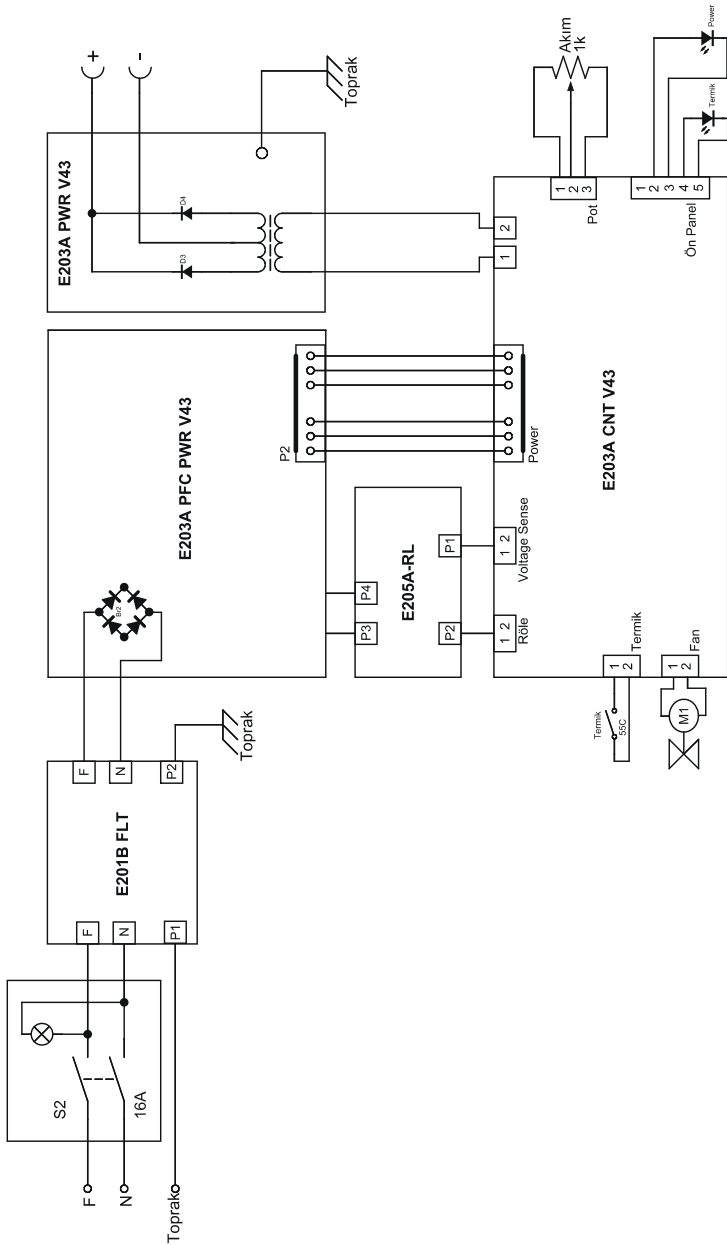 F
N
Toprak
S2
16A
E201B FLT
F
N
P1
F
N
P2
Toprak
E203A PFC PWR V43
Br2
P2
E203A PWR V43
D3
D4
+
-
Toprak
E205A-RL
P3
P4
P2
P1
E203A CNT V43
1 2
Röle
1 2
Voltage Sense
Power
1
2
Pot
1
2
3
Akım
1k
Ön Panel
1
2
3
4
5
Termik
Power
Termik
1
2
Termik
55C
Fan
1
2
M1